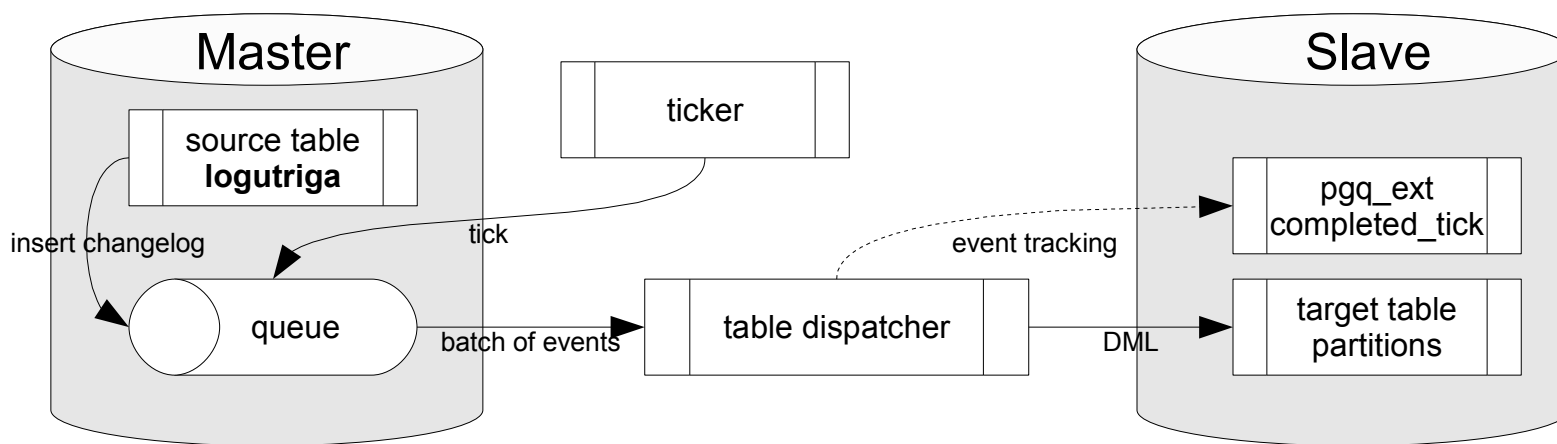 Master
Slave
ticker
source table
logutriga
pgq_ext
completed_tick
insert changelog
tick
event tracking
queue
batch of events
table dispatcher
DML
target table
partitions